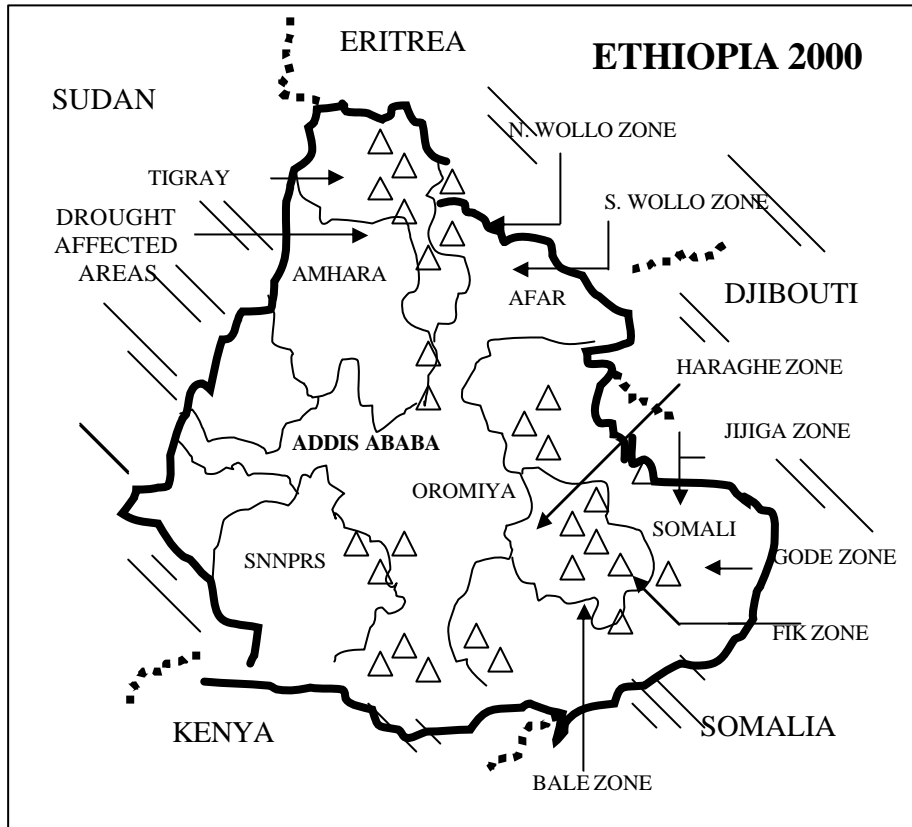 ERITREA
ETHIOPIA 2000
SUDAN
N. WOLLO ZONE
TIGRAY
S. WOLLO ZONE
DROUGHT
AFFECTED
AREAS
AMHARA
AFAR
DJIBOUTI
HARAGHE ZONE
ADDIS ABABA
JIJIGA ZONE
OROMIYA
SOMALI
SNNPRS
GODE ZONE
FIK ZONE
KENYA
SOMALIA
BALE ZONE